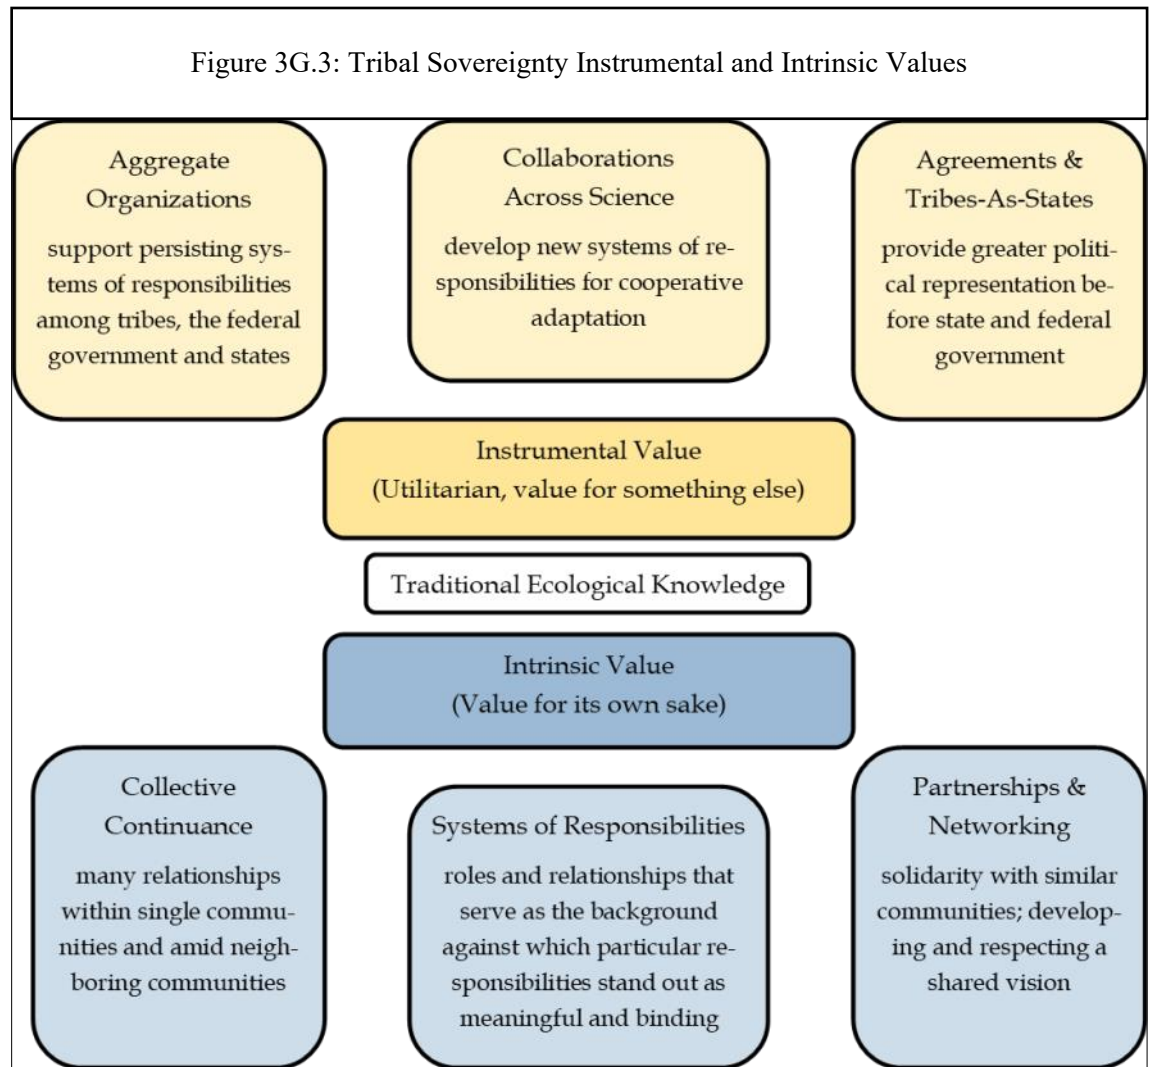 Figure 3G.3: Tribal Sovereignty Instrumental and Intrinsic Values
Aggregate
Organizations
support persisting sys-
tems of responsibilities
among tribes, the federal
government and states
Collaborations
Across Science
develop new systems of re-
sponsibilities for cooperative
adaptation
Agreements &
Tribes-As-States
provide greater politi-
cal representation be-
fore state and federal
government
Instrumental Value
(Utilitarian, value for something else)
Traditional Ecological Knowledge
Intrinsic Value
(Value for its own sake)
Collective
Continuance
many relationships
within single commu-
nities and amid neigh-
boring communities
Systems of Responsibilities
roles and relationships that
serve as the background
against which particular re-
sponsibilities stand out as
meaningful and binding
Partnerships &
Networking
solidarity with similar
communities; develop-
ing and respecting a
shared vision